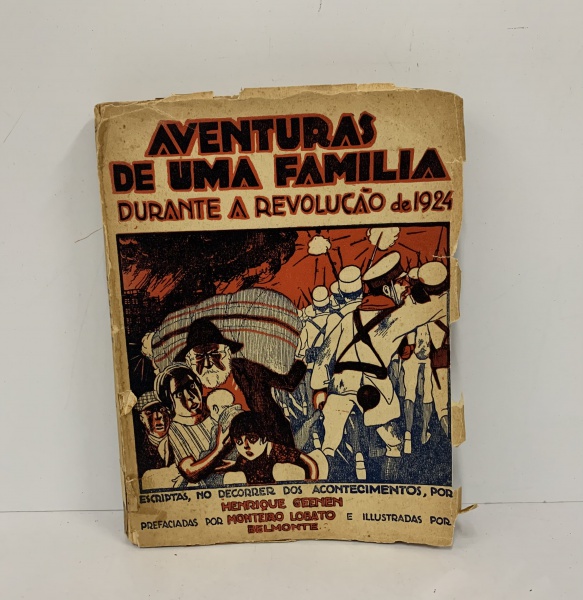 AVENTURAS
DE UMA FAMILIA
DURANTE A REVOLUCÃO de 1924
ESCRIPTAS, NO DECORRER DOS ACONTECIMENTOS, POR
HENRIQUE GEENEN
PREFACIADAS POR MONTEIRO LOBATO E ILLUSTRADAS POR
BELMONTE